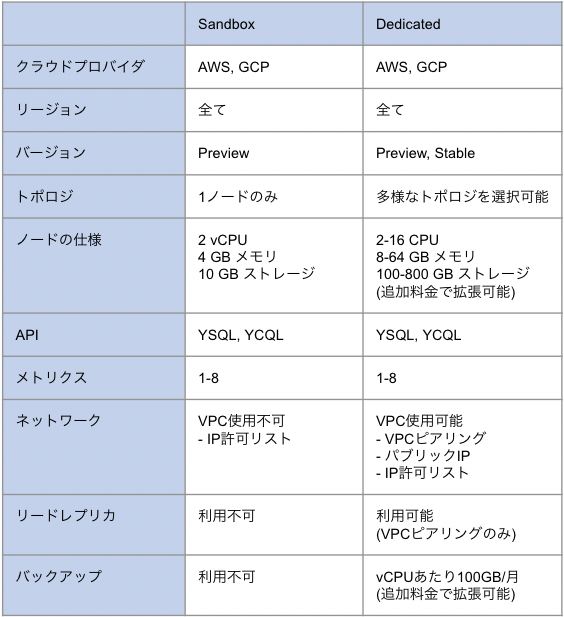 Sandbox Dedicated
クラウドプロバイダ AWS, GCP AWS, GCP
リージョン 全て 全て
バージョン Preview Preview, Stable
トポロジ 1ノードのみ 多様なトポロジを選択可能
ノードの仕様 2 vCPU 2-16 CPU
4 GB メモリ 8-64 GB メモリ
10 GB ストレージ 100-800 GB ストレージ
(追加料金で拡張可能)
API YSQL, YCQL YSQL, YCQL
メトリクス 1-8 1-8
ネットワーク VPC使用不可 VPC使用可能
- IP許可リスト - VPCピアリング
- パブリックIP
- IP許可リスト
リードレプリカ 利用不可 利用可能
(VPCピアリングのみ)
バックアップ 利用不可 vCPUあたり100GB/月
(追加料金で拡張可能)